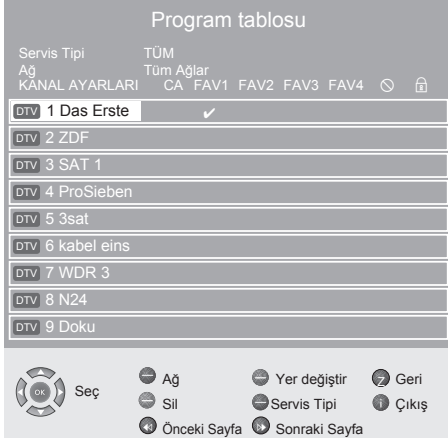 Program tablosu
Servis Tipi TÜM
Ağ Tüm Ağlar
KANAL AYARLARI CA FAV1 FAV2 FAV3 FAV4
DTV 1 Das Erste ✔
DTV 2 ZDF
DTV 3 SAT 1
DTV 4 ProSieben
DTV 5 3sat
DTV 6 kabel eins
DTV 7 WDR 3
DTV 8 N24
DTV 9 Doku
OK Seç
Ağ Yer değiştir Z Geri
Sil Servis Tipi i Çıkış
Önceki Sayfa Sonraki Sayfa